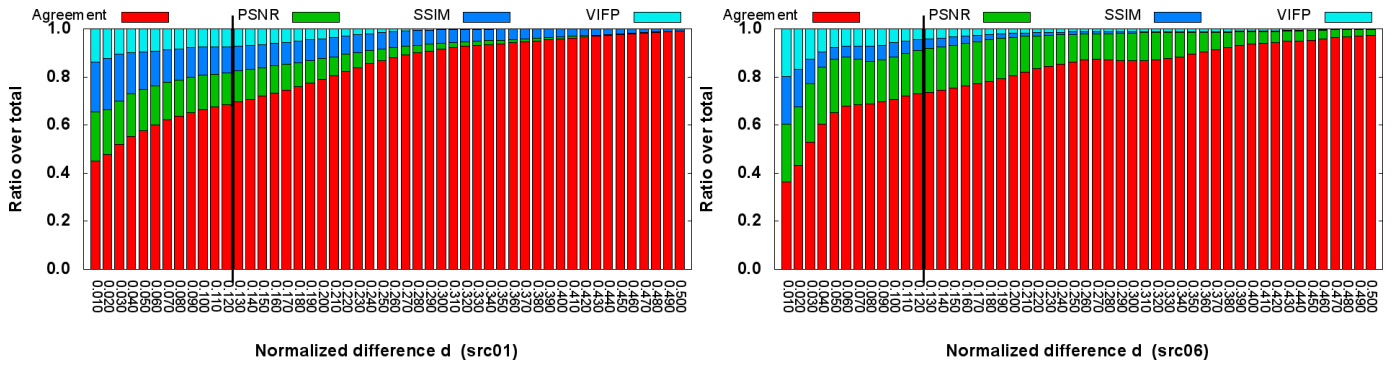 Agreement PSNR SSIM VIFP
Ratio over total
1.0
0.8
0.6
0.4
0.2
0.0
0.010 0.020 0.030 0.040 0.050 0.060 0.070 0.080 0.090 0.100 0.110 0.120 0.130 0.140 0.150 0.160 0.170 0.180 0.190 0.200 0.210 0.220 0.230 0.240 0.250 0.260 0.270 0.280 0.290 0.300 0.310 0.320 0.330 0.340 0.350 0.360 0.370 0.380 0.390 0.400 0.410 0.420 0.430 0.440 0.450 0.460 0.470 0.480 0.490 0.500
Normalized difference d (src01)
Agreement PSNR SSIM VIFP
Ratio over total
1.0
0.8
0.6
0.4
0.2
0.0
0.010 0.020 0.030 0.040 0.050 0.060 0.070 0.080 0.090 0.100 0.110 0.120 0.130 0.140 0.150 0.160 0.170 0.180 0.190 0.200 0.210 0.220 0.230 0.240 0.250 0.260 0.270 0.280 0.290 0.300 0.310 0.320 0.330 0.340 0.350 0.360 0.370 0.380 0.390 0.400 0.410 0.420 0.430 0.440 0.450 0.460 0.470 0.480 0.490 0.500
Normalized difference d (src06)